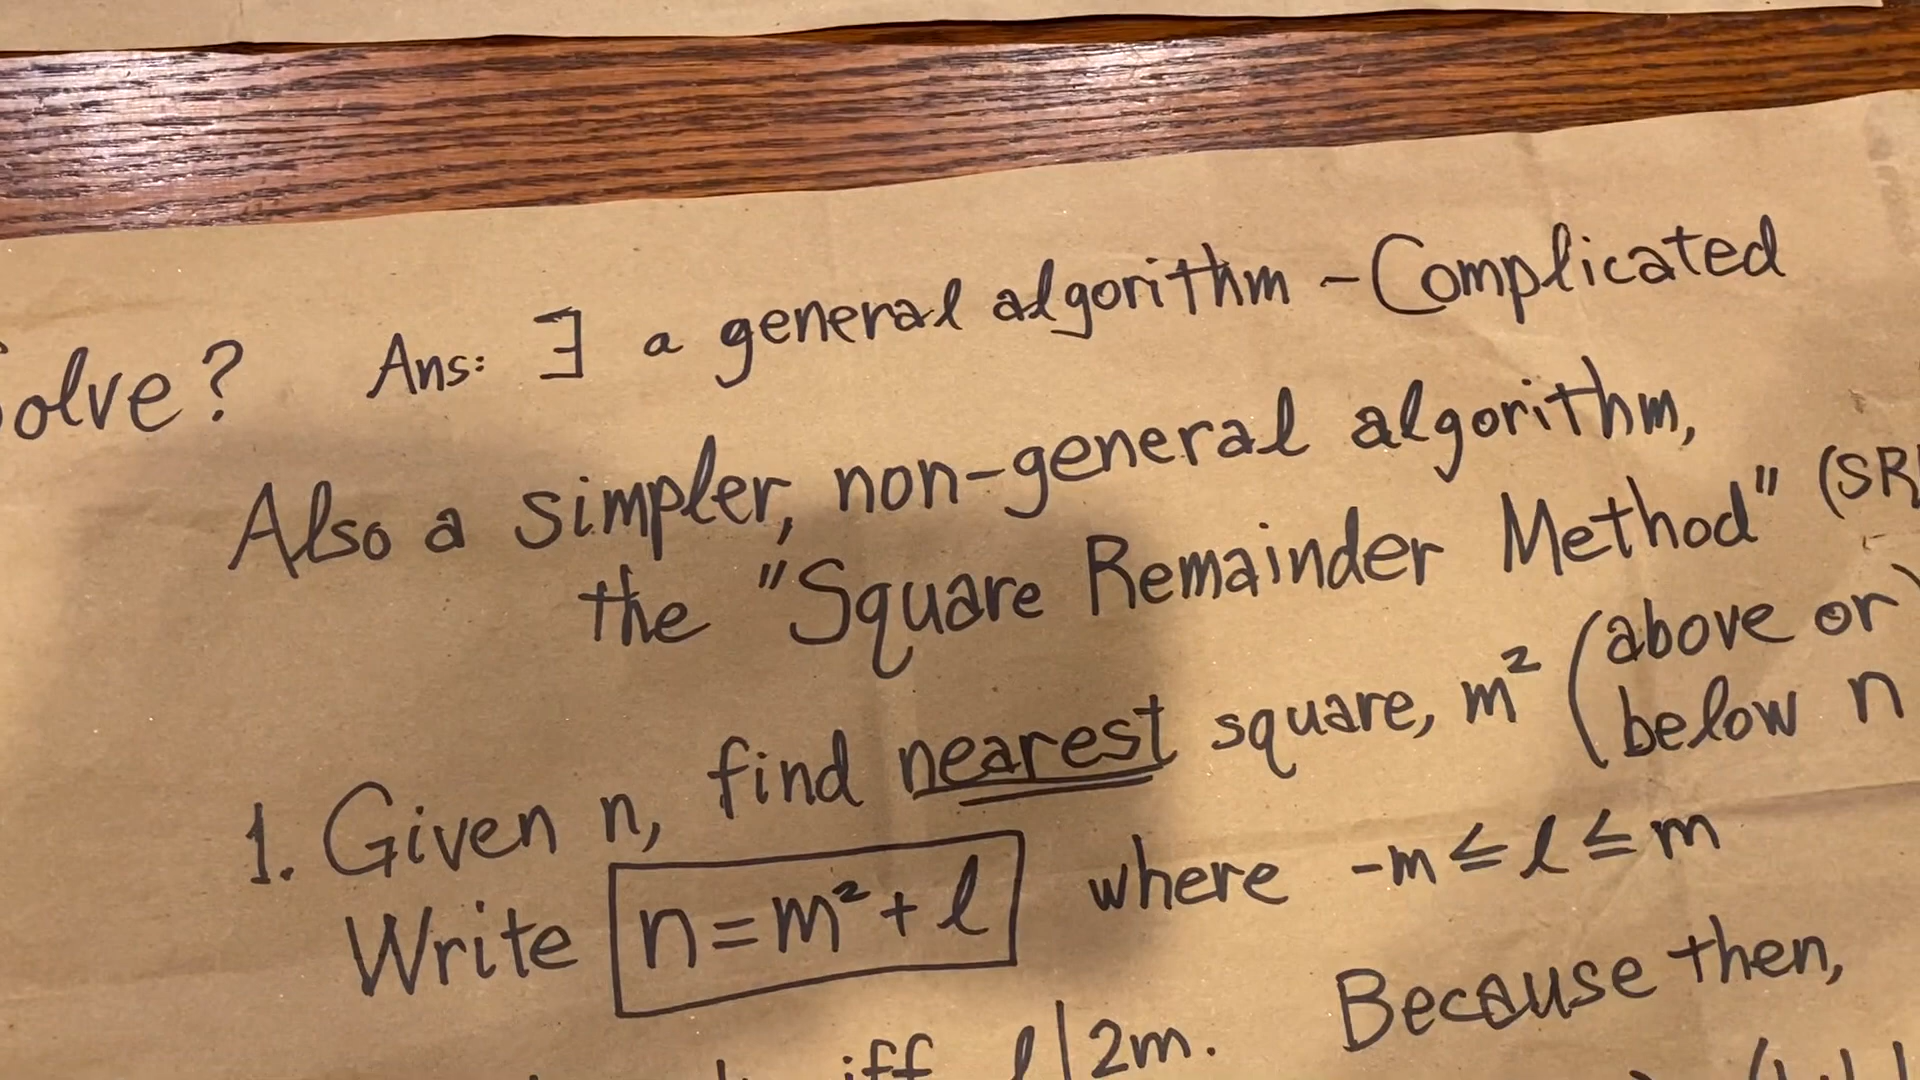 olve? Ans: ∃ a general algorithm - Complicated
Also a simpler, non-general algorithm,
the "Square Remainder Method" (SR
1. Given n, find nearest square, m² (above or
below n
Write n=m²+l where -m≤l≤m
iff l|2m. Because then,